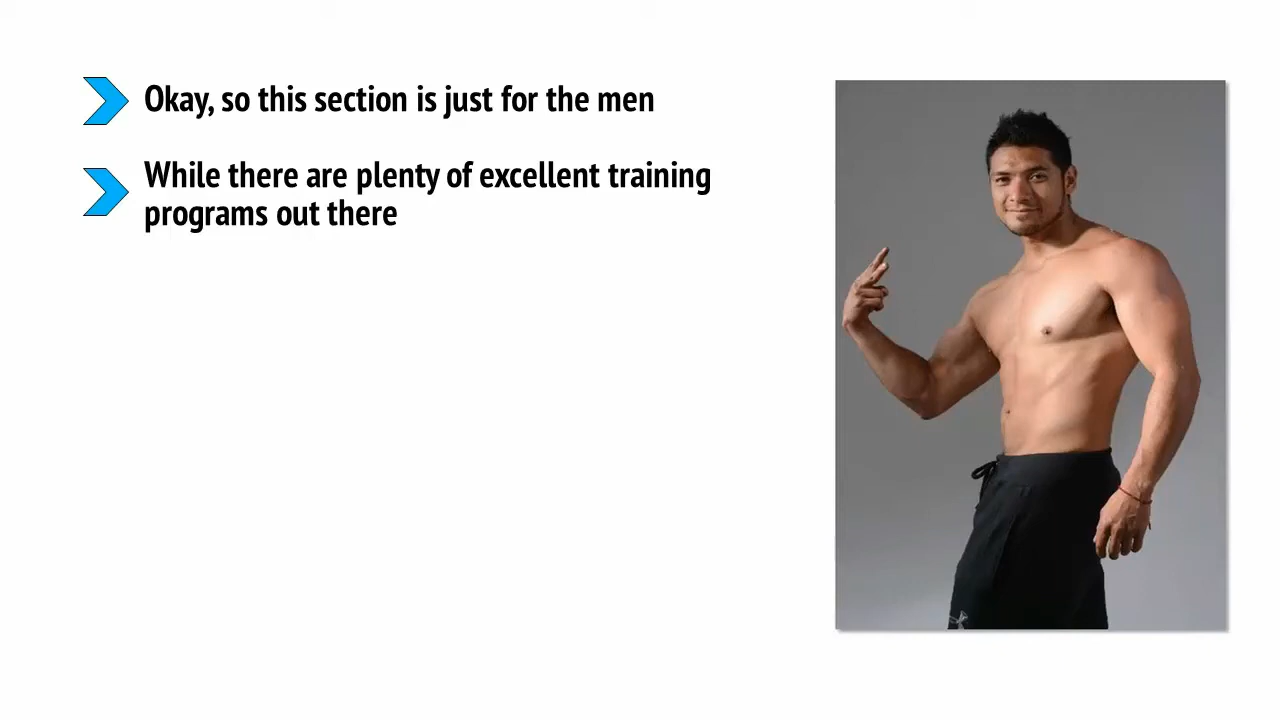 Okay, so this section is just for the men
While there are plenty of excellent training
programs out there